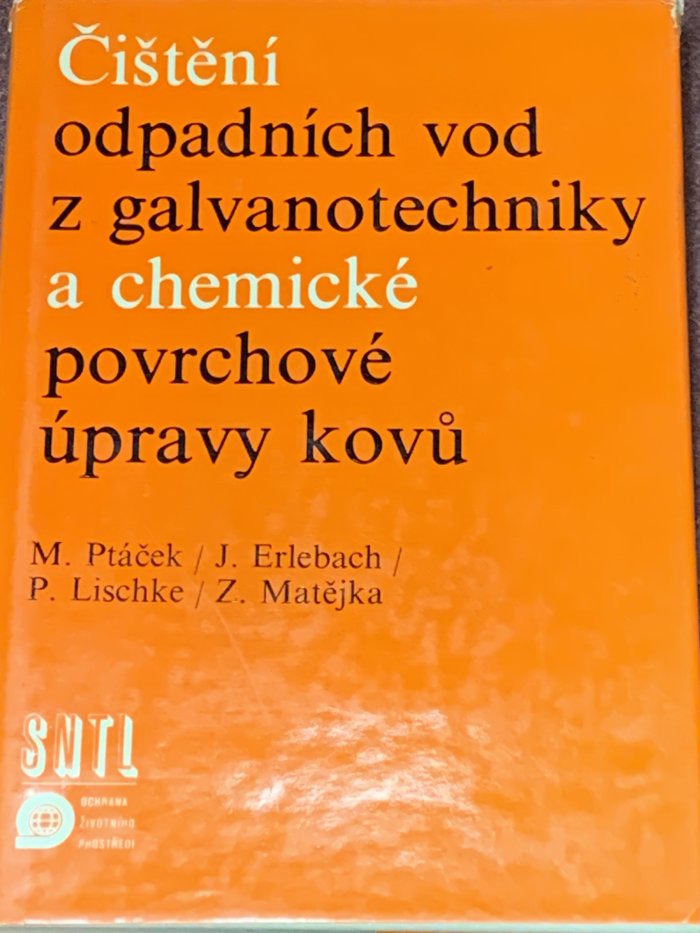 Čištění
odpadních vod
z galvanotechniky
a chemické
povrchové
úpravy kovů
M. Ptáček / J. Erlebach /
P. Lischke / Z. Matějka
SNTL
OCHRANA
ŽIVOTNÍHO
PROSTŘEDÍ